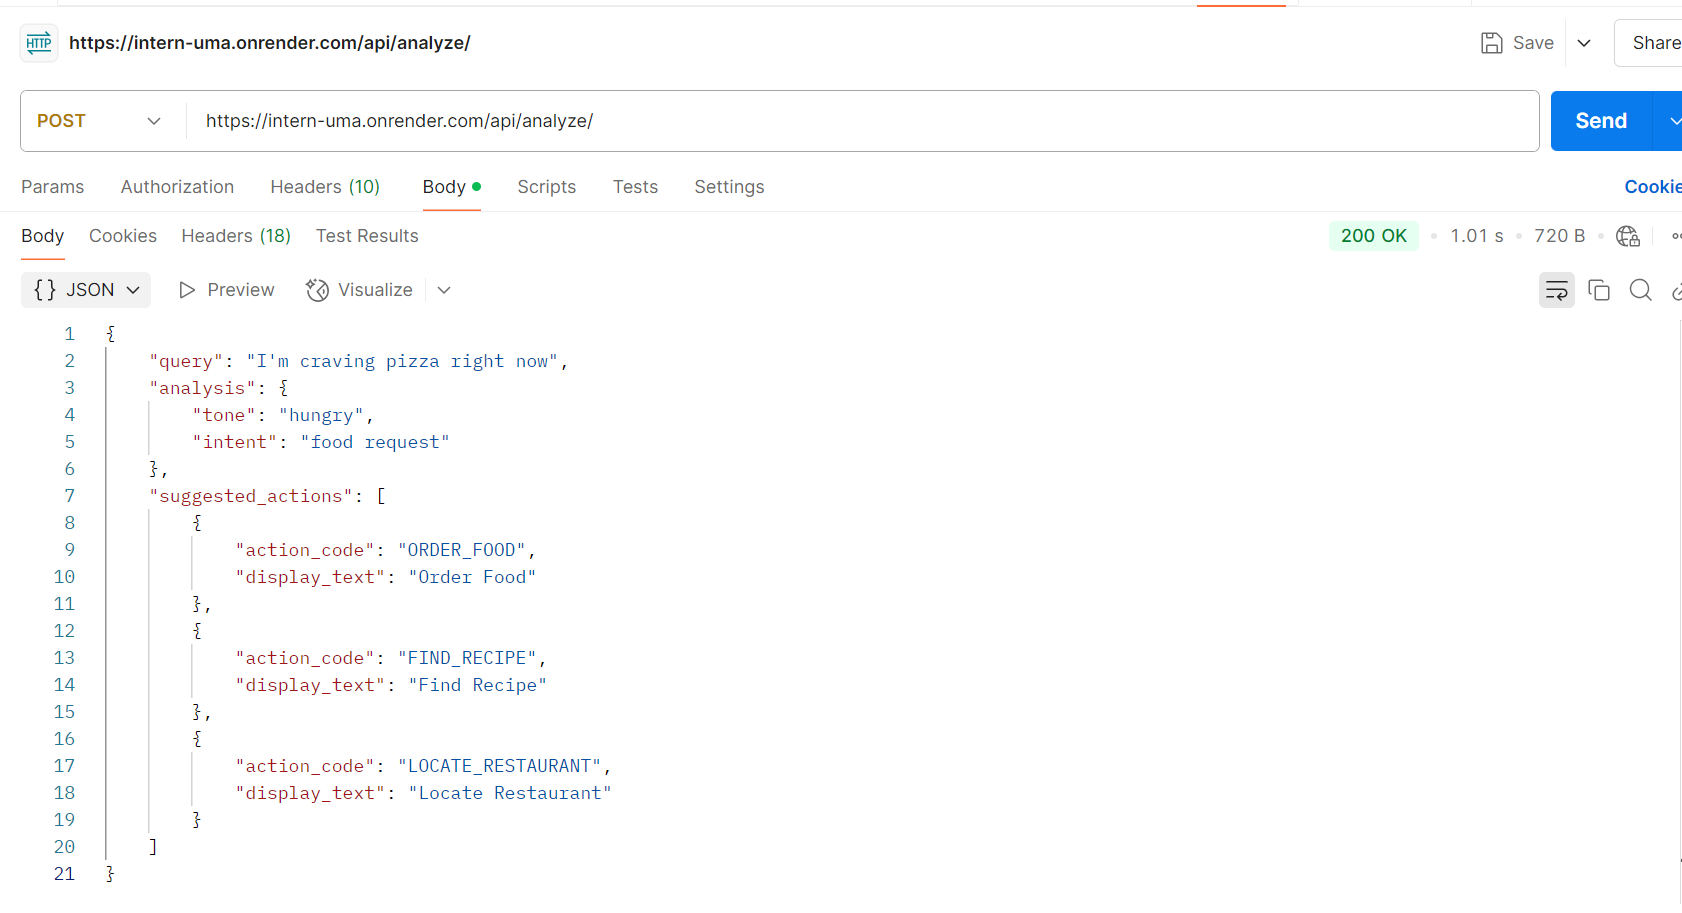 HTTP https://intern-uma.onrender.com/api/analyze/ Save Share
POST https://intern-uma.onrender.com/api/analyze/ Send
Params Authorization Headers (10) Body Scripts Tests Settings Cookie
Body Cookies Headers (18) Test Results 200 OK • 1.01 s • 720 B •
{} JSON Preview Visualize
1 {
2 "query": "I'm craving pizza right now",
3 "analysis": {
4 "tone": "hungry",
5 "intent": "food request"
6 },
7 "suggested_actions": [
8 {
9 "action_code": "ORDER_FOOD",
10 "display_text": "Order Food"
11 },
12 {
13 "action_code": "FIND_RECIPE",
14 "display_text": "Find Recipe"
15 },
16 {
17 "action_code": "LOCATE_RESTAURANT",
18 "display_text": "Locate Restaurant"
19 }
20 ]
21 }